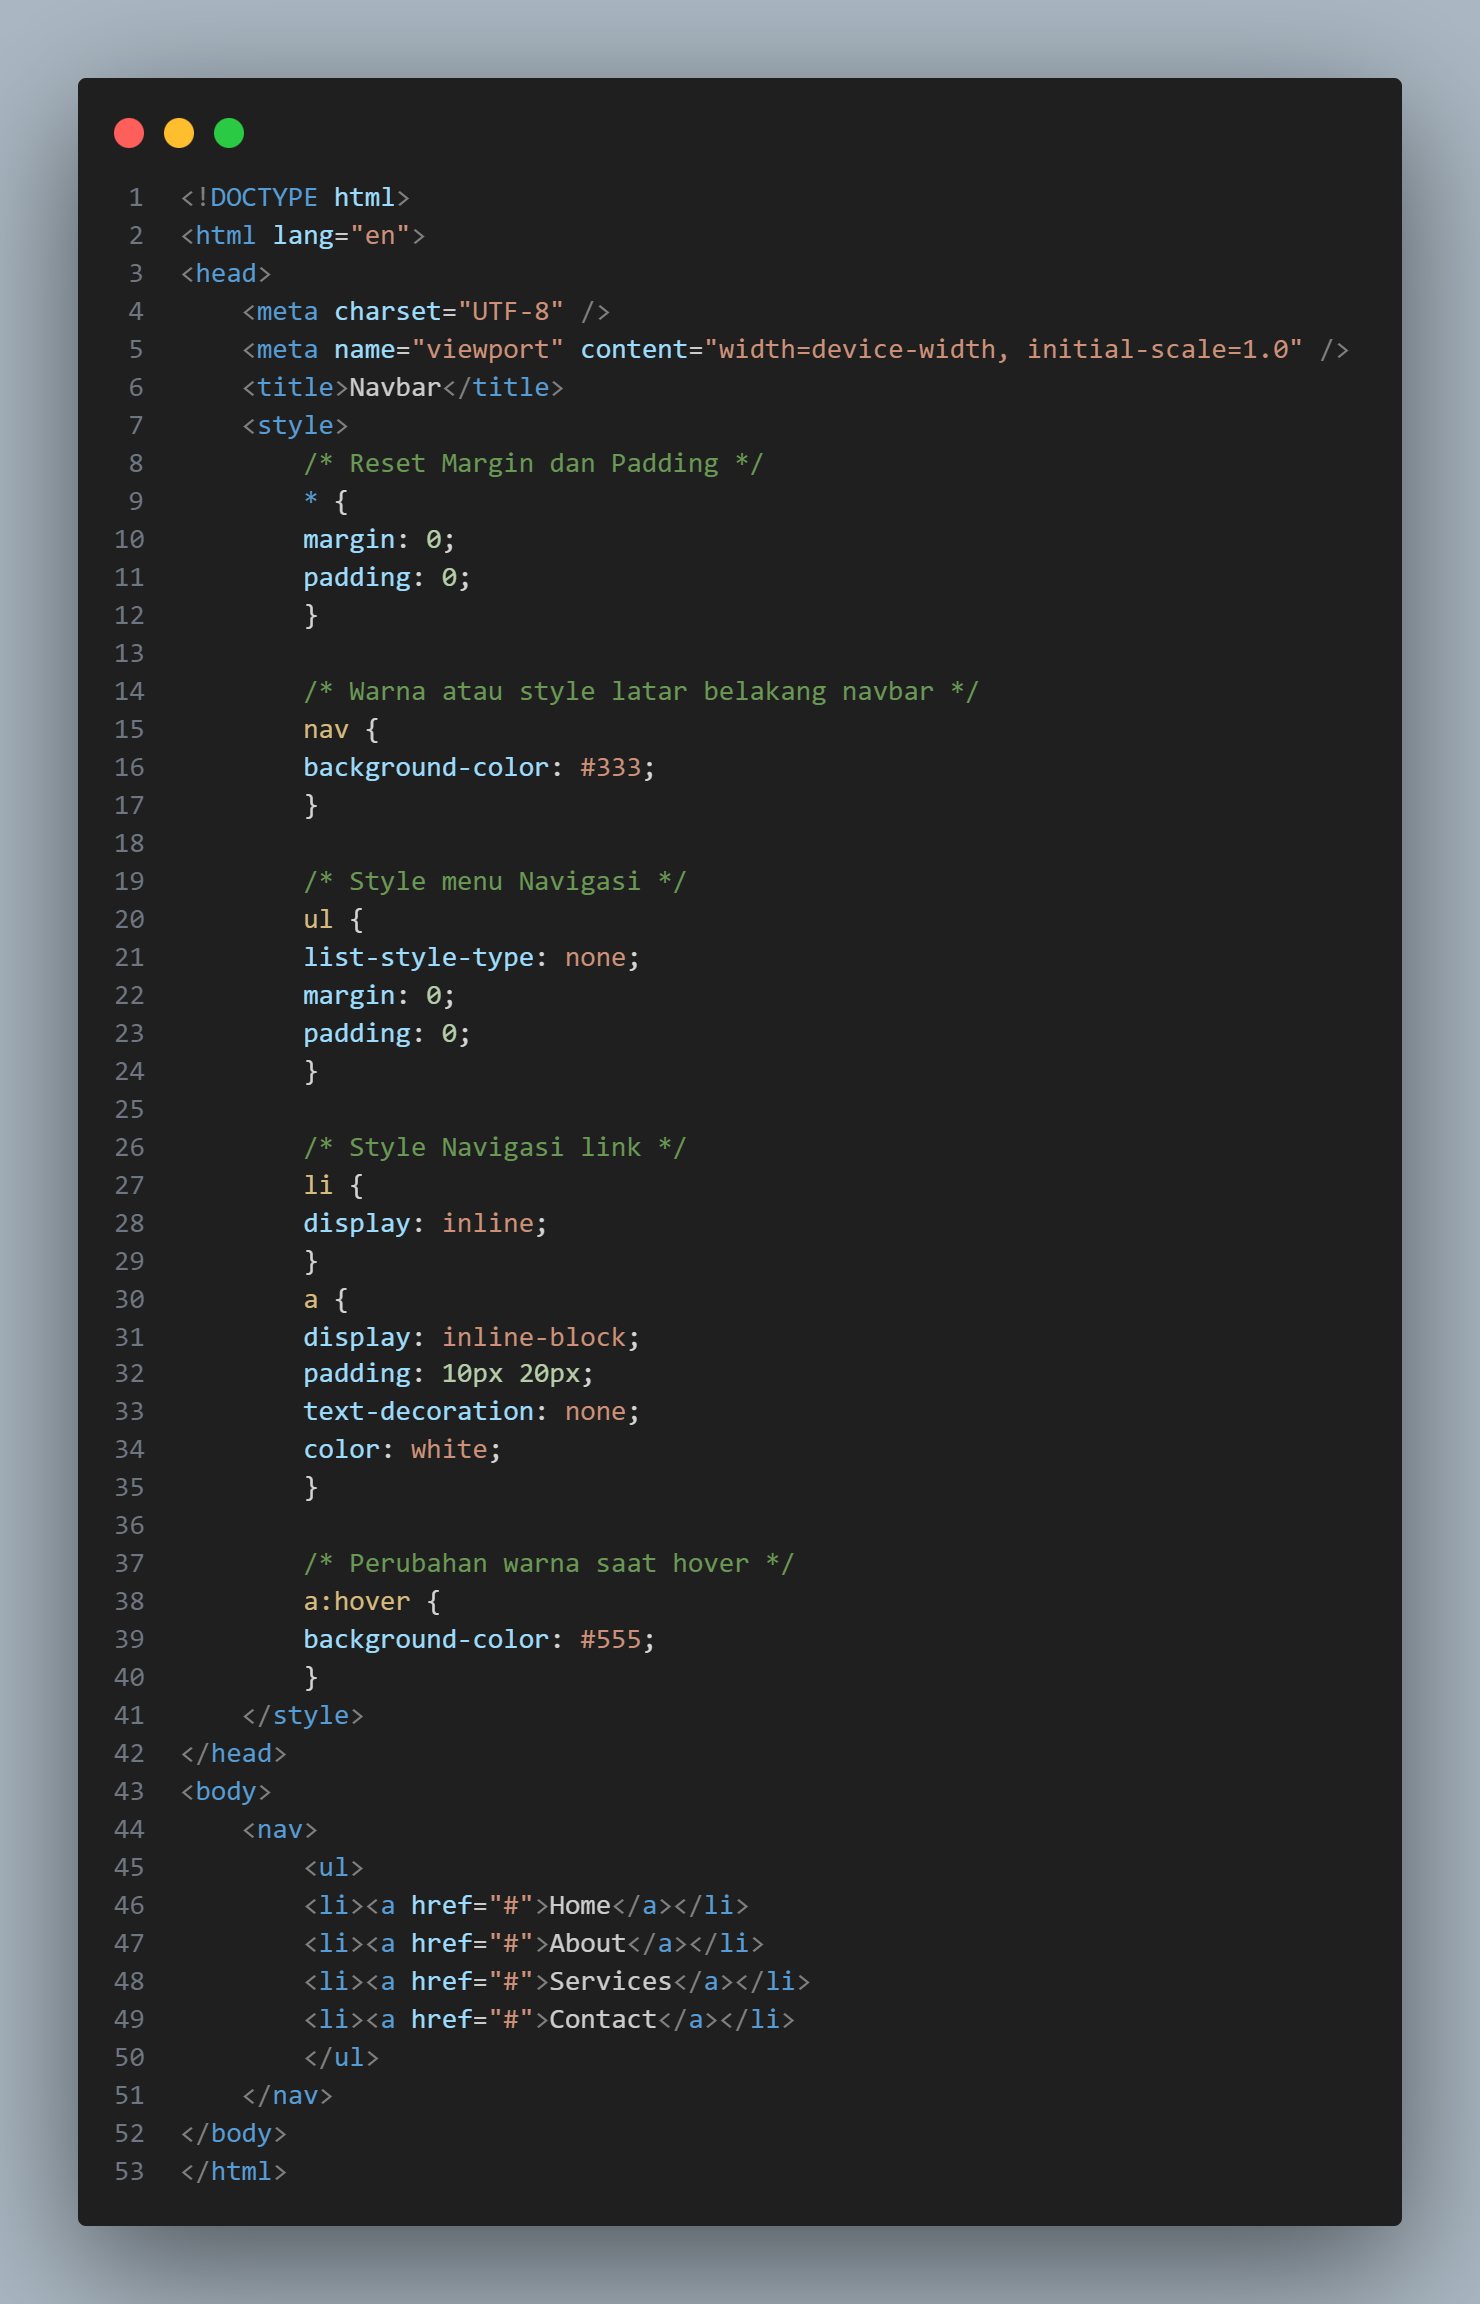 1 <!DOCTYPE html>
2 <html lang="en">
3 <head>
4     <meta charset="UTF-8" />
5     <meta name="viewport" content="width=device-width, initial-scale=1.0" />
6     <title>Navbar</title>
7     <style>
8         /* Reset Margin dan Padding */
9         * {
10         margin: 0;
11         padding: 0;
12         }
13
14         /* Warna atau style latar belakang navbar */
15         nav {
16         background-color: #333;
17         }
18
19         /* Style menu Navigasi */
20         ul {
21         list-style-type: none;
22         margin: 0;
23         padding: 0;
24         }
25
26         /* Style Navigasi link */
27         li {
28         display: inline;
29         }
30         a {
31         display: inline-block;
32         padding: 10px 20px;
33         text-decoration: none;
34         color: white;
35         }
36
37         /* Perubahan warna saat hover */
38         a:hover {
39         background-color: #555;
40         }
41     </style>
42 </head>
43 <body>
44     <nav>
45         <ul>
46         <li><a href="#">Home</a></li>
47         <li><a href="#">About</a></li>
48         <li><a href="#">Services</a></li>
49         <li><a href="#">Contact</a></li>
50         </ul>
51     </nav>
52 </body>
53 </html>